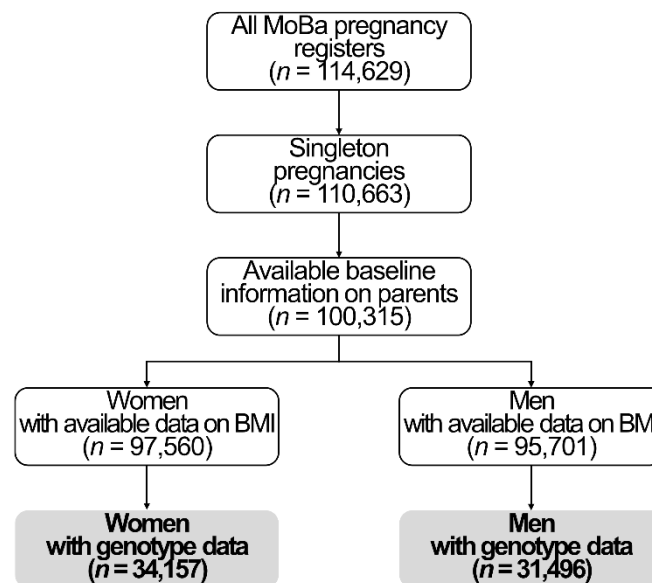 All MoBa pregnancy
registers
(n = 114,629)
Singleton
pregnancies
(n = 110,663)
Available baseline
information on parents
(n = 100,315)
Women
with available data on BMI
(n = 97,560)
Men
with available data on BM
(n = 95,701)
Women
with genotype data
(n = 34,157)
Men
with genotype data
(n = 31,496)